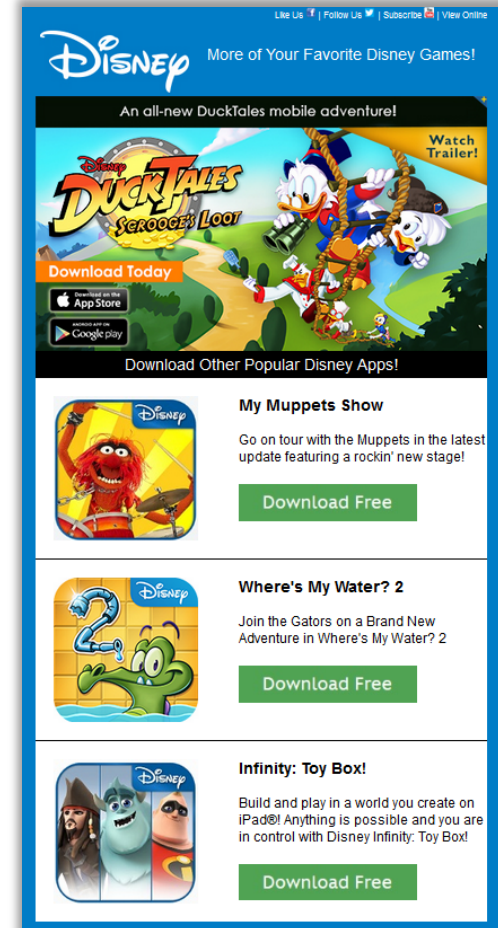 Like Us | Follow Us | Subscribe | View Online
Disney
More of Your Favorite Disney Games!
An all-new DuckTales mobile adventure!
Watch
Trailer!
Disney
DuckTales
Scrooge's Loot
Download Today
Download on the
App Store
ANDROID APP ON
Google play
Download Other Popular Disney Apps!
Disney
My Muppets Show
Go on tour with the Muppets in the latest
update featuring a rockin' new stage!
Download Free
Disney
2
Where's My Water? 2
Join the Gators on a Brand New
Adventure in Where's My Water? 2
Download Free
Disney
Infinity: Toy Box!
Build and play in a world you create on
iPad®! Anything is possible and you are
in control with Disney Infinity: Toy Box!
Download Free